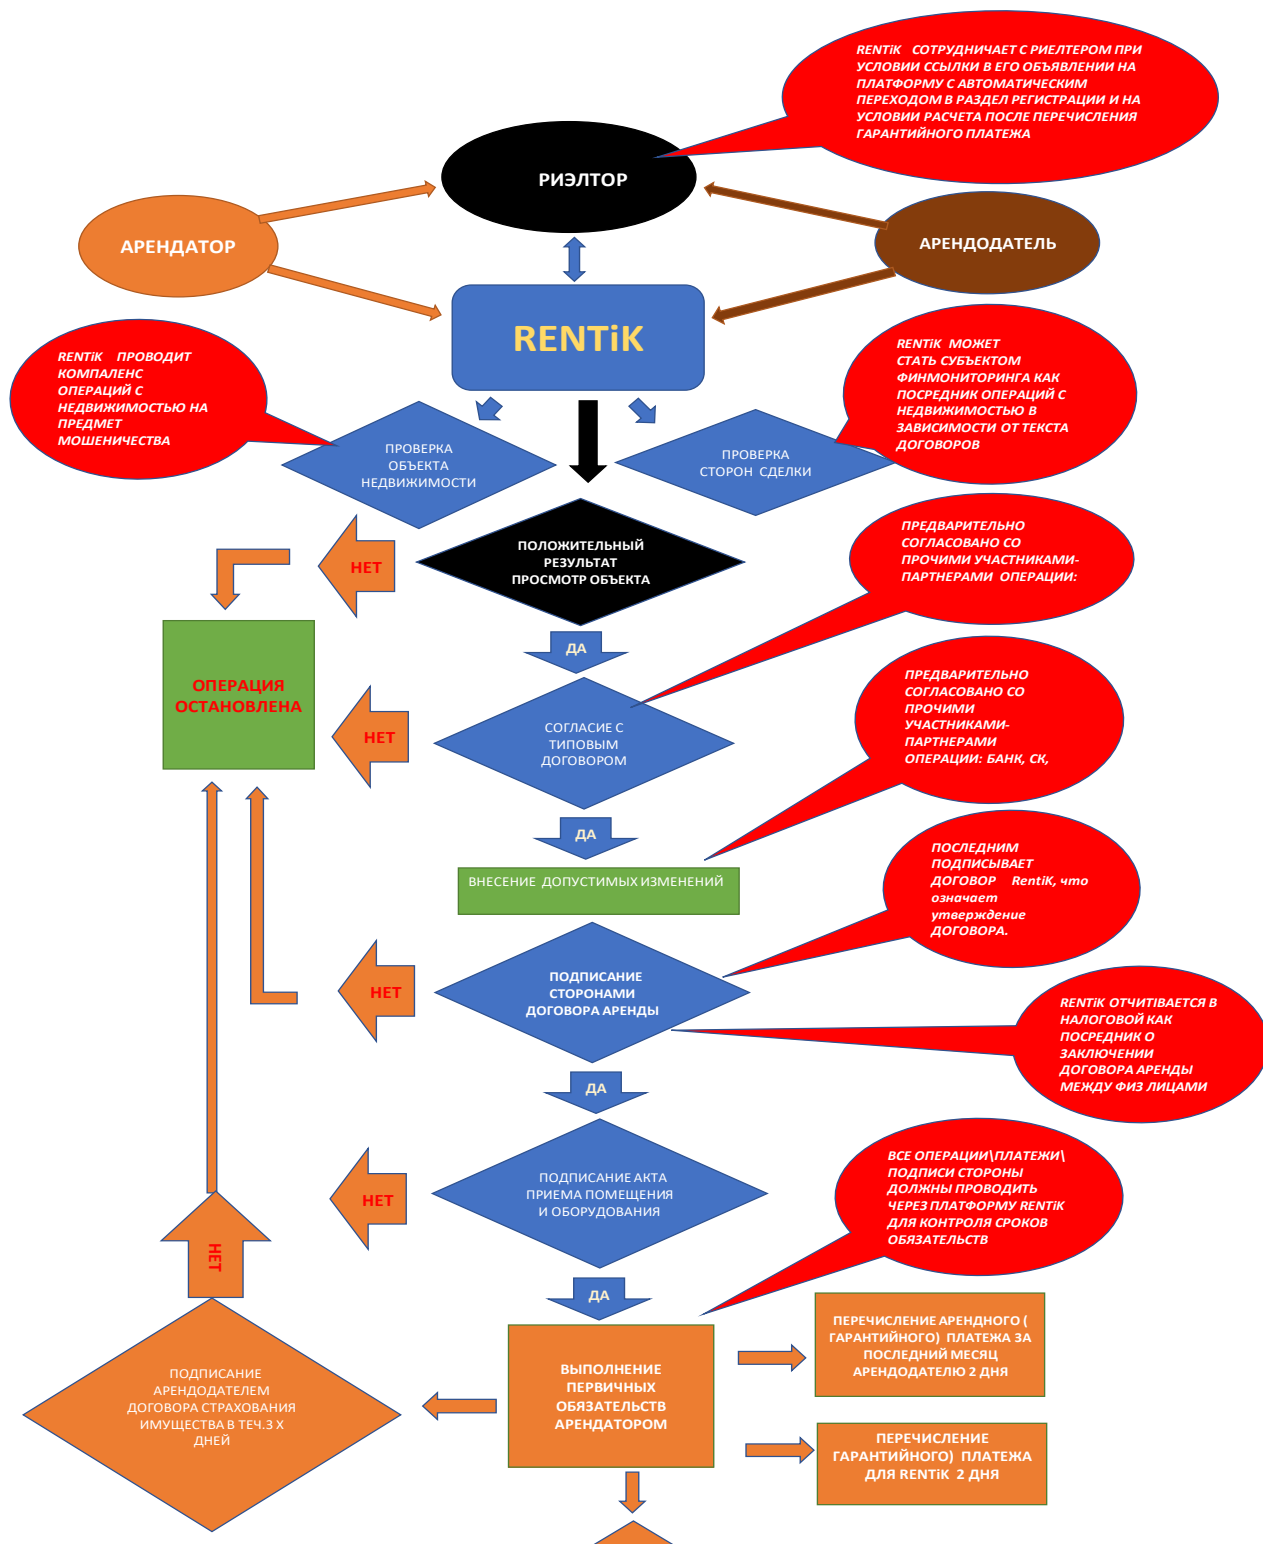 RENTiK СОТРУДНИЧАЕТ С РИЕЛТЕРОМ ПРИ
УСЛОВИИ ССЫЛКИ В ЕГО ОБЪЯВЛЕНИИ НА
ПЛАТФОРМУ С АВТОМАТИЧЕСКИМ
ПЕРЕХОДОМ В РАЗДЕЛ РЕГИСТРАЦИИ И НА
УСЛОВИИ РАСЧЕТА ПОСЛЕ ПЕРЕЧИСЛЕНИЯ
ГАРАНТИЙНОГО ПЛАТЕЖА
РИЭЛТОР
АРЕНДАТОР
АРЕНДОДАТЕЛЬ
RENTiK
RENTiK ПРОВОДИТ
КОМПАЛЕНС
ОПЕРАЦИЙ С
НЕДВИЖИМОСТЬЮ НА
ПРЕДМЕТ
МОШЕНИЧЕСТВА
RENTiK МОЖЕТ
СТАТЬ СУБЪЕКТОМ
ФИНМОНИТОРИНГА КАК
ПОСРЕДНИК ОПЕРАЦИЙ С
НЕДВИЖИМОСТЬЮ В
ЗАВИСИМОСТИ ОТ ТЕКСТА
ДОГОВОРОВ
ПРОВЕРКА
ОБЪЕКТА
НЕДВИЖИМОСТИ
ПРОВЕРКА
СТОРОН СДЕЛКИ
ПОЛОЖИТЕЛЬНЫЙ
РЕЗУЛЬТАТ
ПРОСМОТР ОБЪЕКТА
НЕТ
ПРЕДВАРИТЕЛЬНО
СОГЛАСОВАНО СО
ПРОЧИМИ УЧАСТНИКАМИ-
ПАРТНЕРАМИ ОПЕРАЦИИ:
ДА
ОПЕРАЦИЯ
ОСТАНОВЛЕНА
СОГЛАСИЕ С
ТИПОВЫМ
ДОГОВОРОМ
НЕТ
ПРЕДВАРИТЕЛЬНО
СОГЛАСОВАНО СО
ПРОЧИМИ
УЧАСТНИКАМИ-
ПАРТНЕРАМИ
ОПЕРАЦИИ: БАНК, СК,
ДА
ВНЕСЕНИЕ ДОПУСТИМЫХ ИЗМЕНЕНИЙ
ПОСЛЕДНИМ
ПОДПИСЫВАЕТ
ДОГОВОР RentiK, что
означает
утверждение
ДОГОВОРА.
ПОДПИСАНИЕ
СТОРОНАМИ
ДОГОВОРА АРЕНДЫ
НЕТ
RENTiK ОТЧИТІВАЕТСЯ В
НАЛОГОВОЙ КАК
ПОСРЕДНИК О
ЗАКЛЮЧЕНИИ
ДОГОВОРА АРЕНДЫ
МЕЖДУ ФИЗ ЛИЦАМИ
ДА
ПОДПИСАНИЕ АКТА
ПРИЕМА ПОМЕЩЕНИЯ
И ОБОРУДОВАНИЯ
НЕТ
ВСЕ ОПЕРАЦИИ\ПЛАТЕЖИ\
ПОДПИСИ СТОРОНЫ
ДОЛЖНЫ ПРОВОДИТЬ
ЧЕРЕЗ ПЛАТФОРМУ RENTiK
ДЛЯ КОНТРОЛЯ СРОКОВ
ОБЯЗАТЕЛЬСТВ
НЕТ
ДА
ВЫПОЛНЕНИЕ
ПЕРВИЧНЫХ
ОБЯЗАТЕЛЬСТВ
АРЕНДАТОРОМ
ПЕРЕЧИСЛЕНИЕ АРЕНДНОГО (
ГАРАНТИЙНОГО) ПЛАТЕЖА ЗА
ПОСЛЕДНИЙ МЕСЯЦ
АРЕНДОДАТЕЛЮ 2 ДНЯ
ПОДПИСАНИЕ
АРЕНДОДАТЕЛЕМ
ДОГОВОРА СТРАХОВАНИЯ
ИМУЩЕСТВА В ТЕЧ.3 Х
ДНЕЙ
ПЕРЕЧИСЛЕНИЕ
ГАРАНТИЙНОГО) ПЛАТЕЖА
ДЛЯ RENTiK 2 ДНЯ